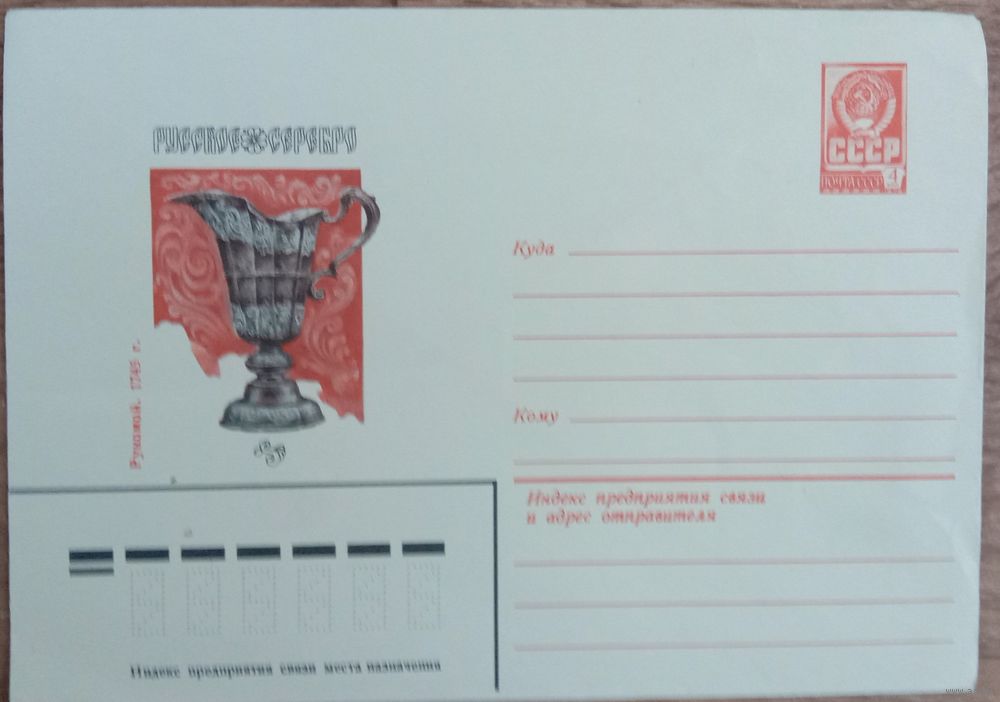 РУССКОЕ СЕРЕБРО
Рукомой. 1745 г.
СССР
ПОЧТА СССР 4
Куда
Кому
Индекс предприятия связи
и адрес отправителя
Индекс предприятия связи места назначения